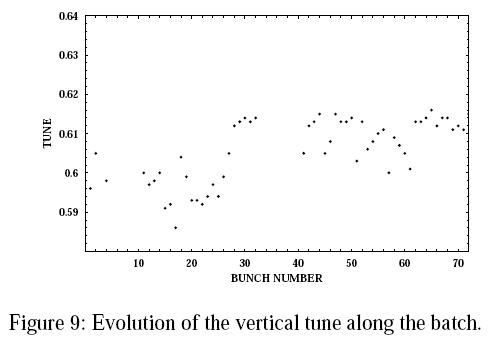 0.64
0.63
0.62
0.61
0.6
0.59
TUNE
10 20 30 40 50 60 70
BUNCH NUMBER
Figure 9: Evolution of the vertical tune along the batch.